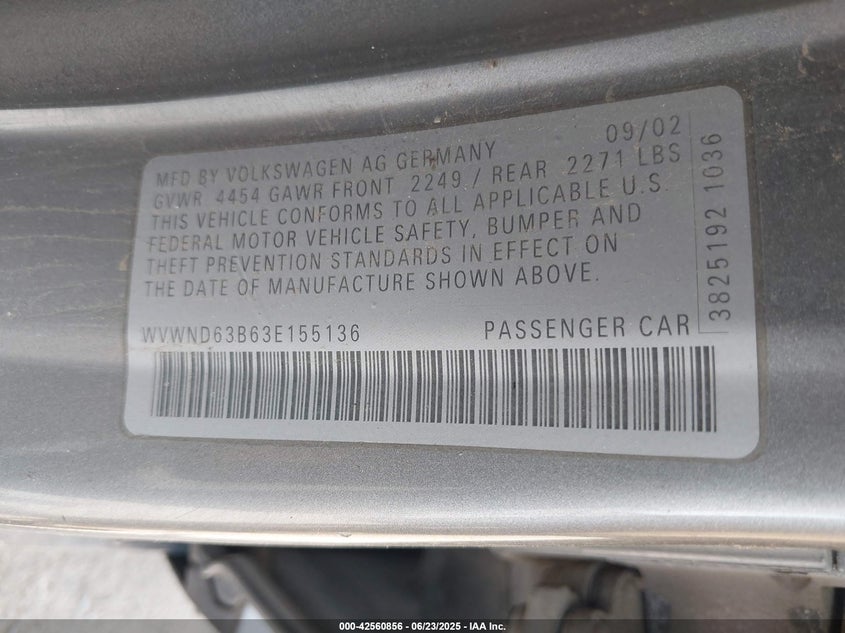 09/02
MFD BY VOLKSWAGEN AG GERMANY
GVWR 4454 GAWR FRONT 2249 / REAR 2271 LBS
THIS VEHICLE CONFORMS TO ALL APPLICABLE U.S.
FEDERAL MOTOR VEHICLE SAFETY, BUMPER AND
THEFT PREVENTION STANDARDS IN EFFECT ON
THE DATE OF MANUFACTURE SHOWN ABOVE.
WVWND63B63E155136 PASSENGER CAR
3825192 1036
000-42560856 - 06/23/2025 - IAA Inc.